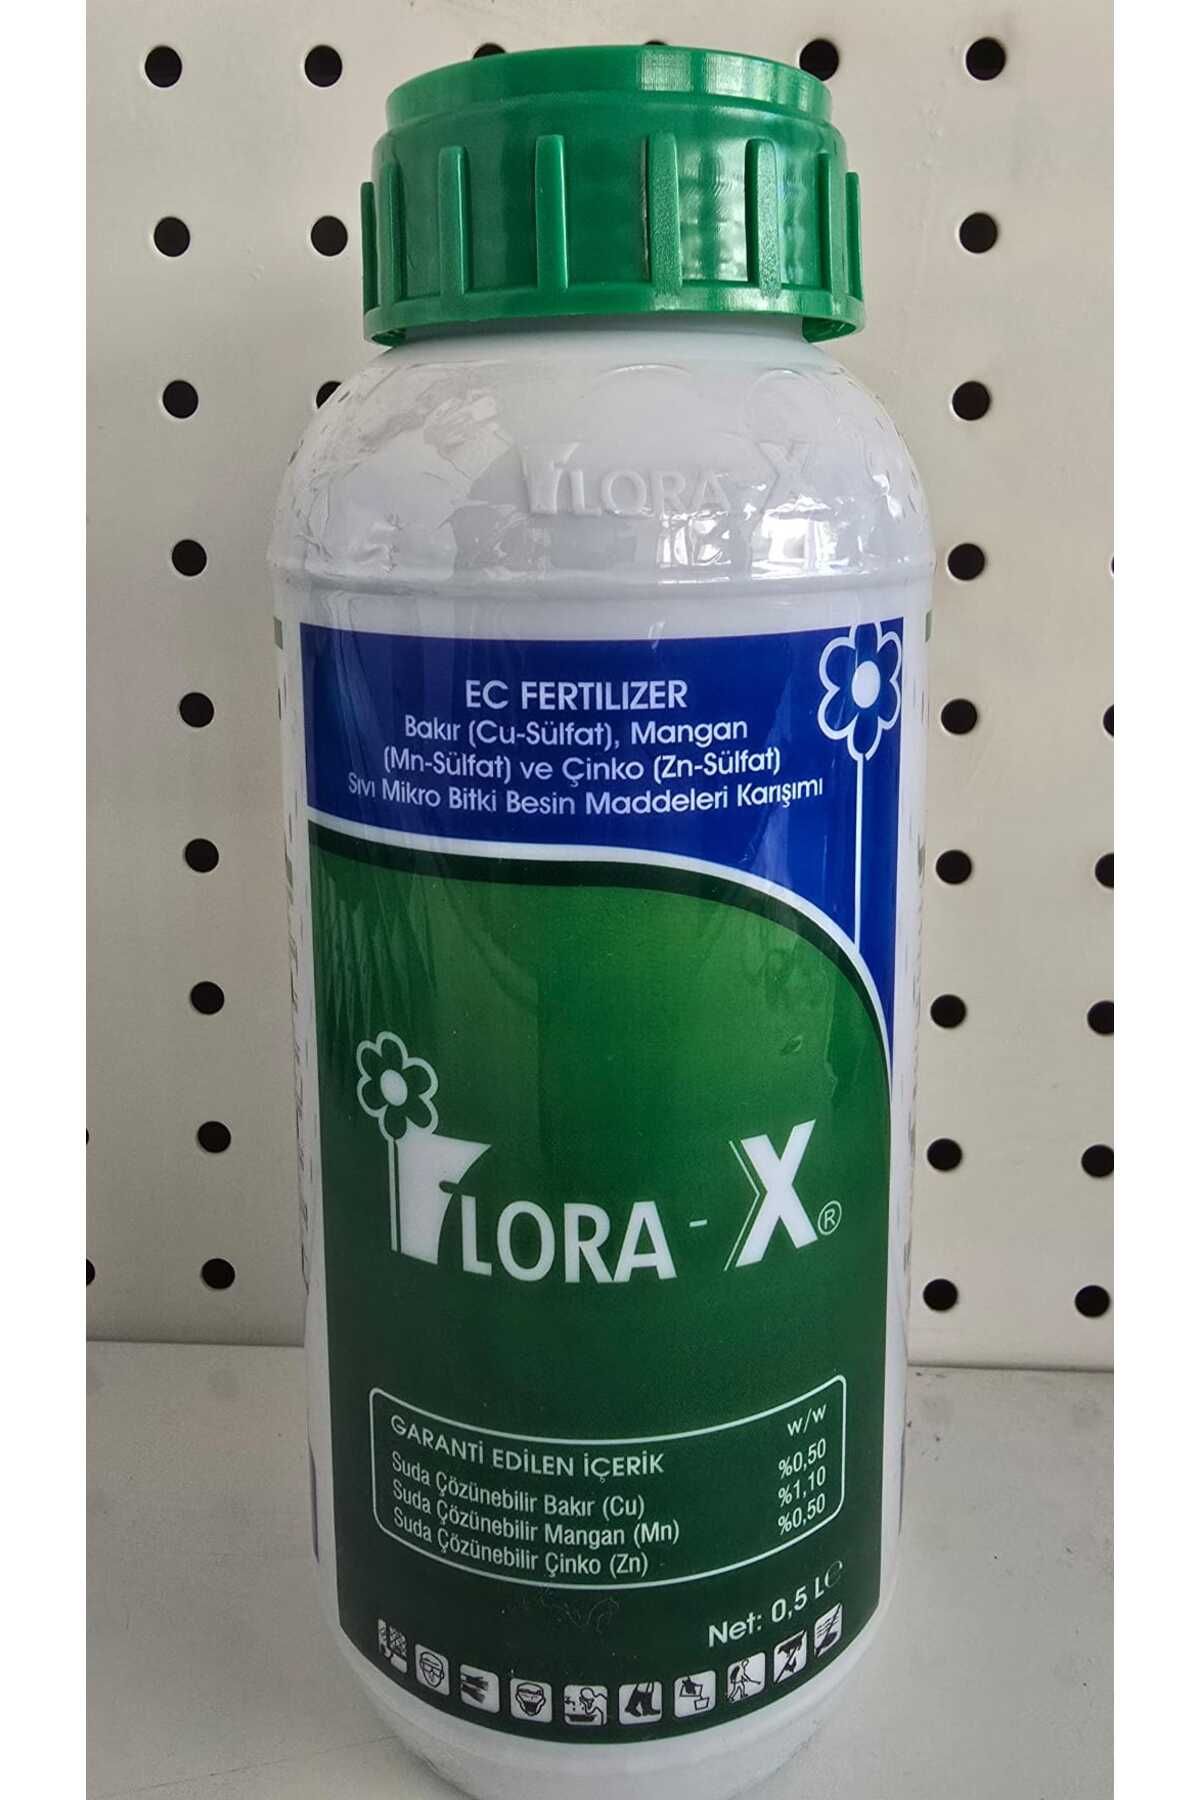 FLORA X
EC FERTILIZER
Bakır (Cu-Sülfat), Mangan
(Mn-Sülfat) ve Çinko (Zn-Sülfat)
Sıvı Mikro Bitki Besin Maddeleri Karışımı
FLORA - X®
GARANTİ EDİLEN İÇERİK w/w
Suda Çözünebilir Bakır (Cu) %0,50
Suda Çözünebilir Mangan (Mn) %1,10
Suda Çözünebilir Çinko (Zn) %0,50
Net: 0,5 L℮